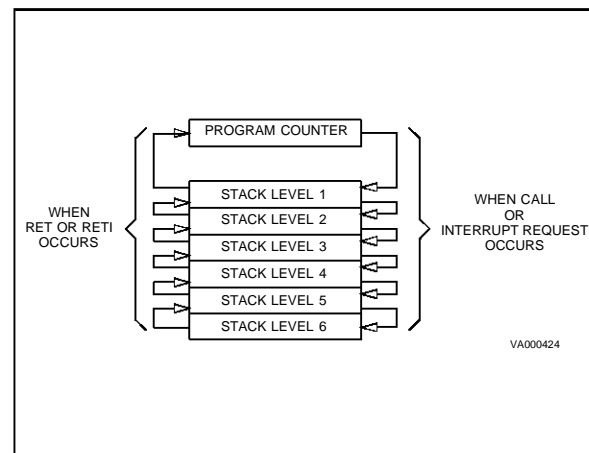 PROGRAM COUNTER
STACK LEVEL 1
STACK LEVEL 2
STACK LEVEL 3
STACK LEVEL 4
STACK LEVEL 5
STACK LEVEL 6
WHEN
RET OR RETI
OCCURS
WHEN CALL
OR
INTERRUPT REQUEST
OCCURS
VA000424